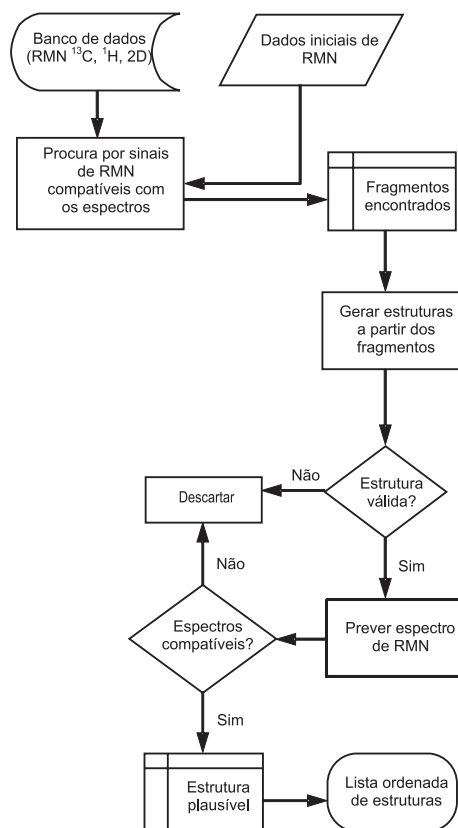 Banco de dados
(RMN ¹³C, ¹H, 2D)
Dados iniciais de
RMN
Procura por sinais
de RMN
compatíveis com
os espectros
Fragmentos
encontrados
Gerar estruturas
a partir dos
fragmentos
Estrutura
válida?
Não
Descartar
Sim
Prever espectro
de RMN
Espectros
compatíveis?
Não
Sim
Estrutura
plausível
Lista ordenada
de estruturas